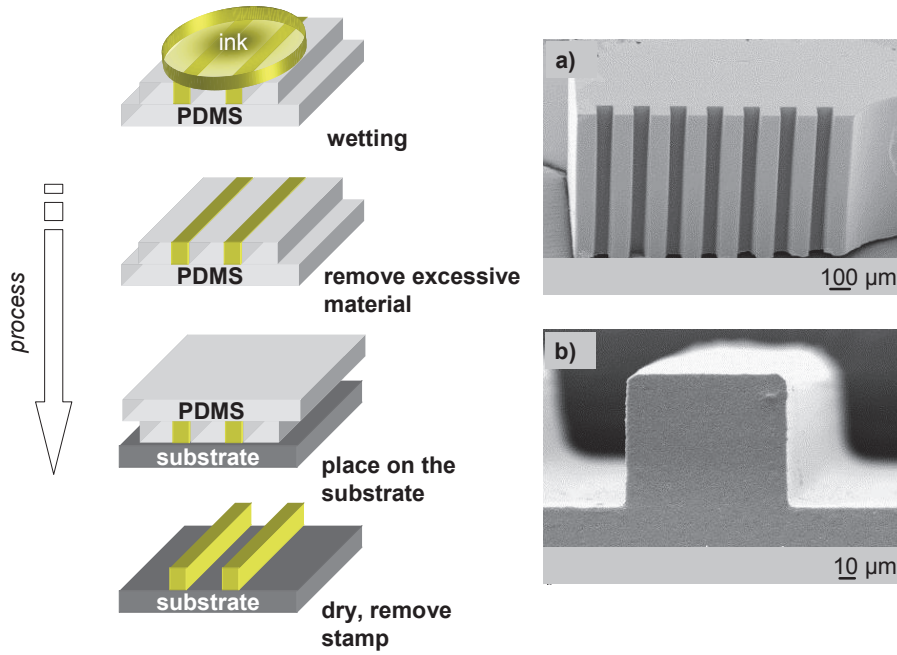 ink
PDMS
wetting
process
PDMS
remove excessive
material
PDMS
substrate
place on the
substrate
substrate
dry, remove
stamp
a)
100 µm
b)
10 µm